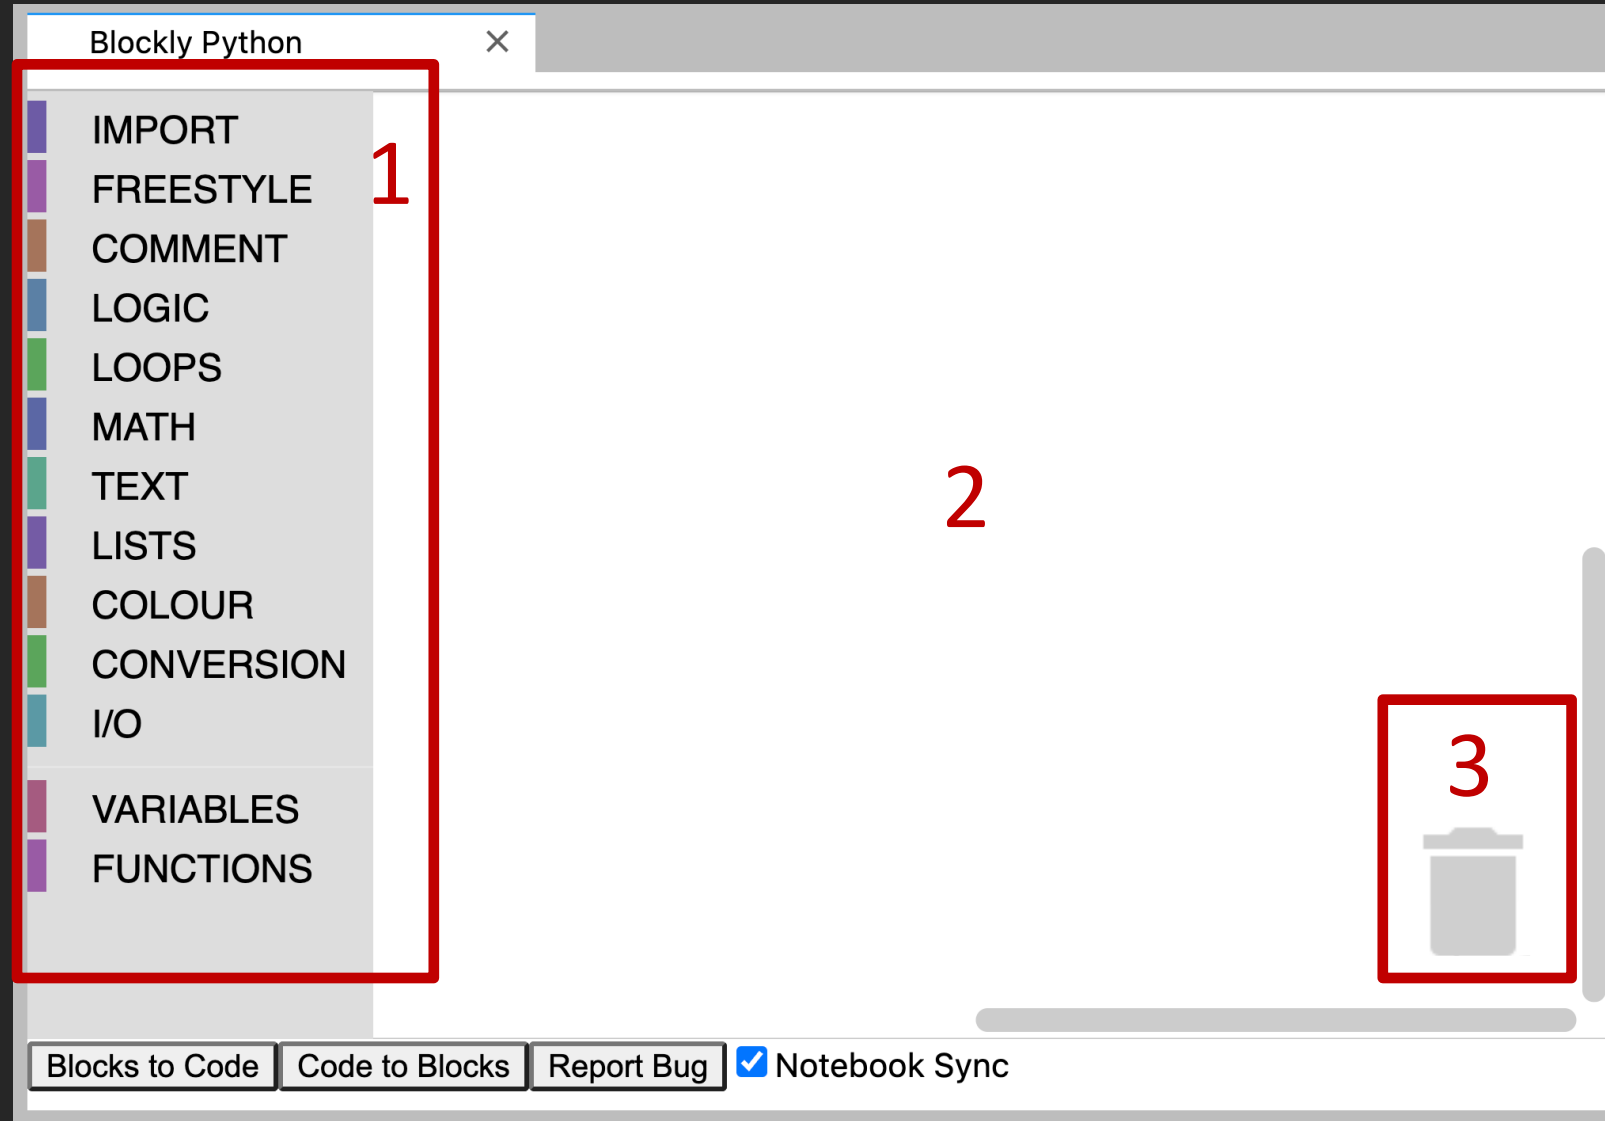 Blockly Python
IMPORT
1
FREESTYLE
COMMENT
LOGIC
LOOPS
MATH
TEXT
2
LISTS
COLOUR
CONVERSION
I/O
3
VARIABLES
FUNCTIONS
Blocks to Code Code to Blocks Report Bug Notebook Sync